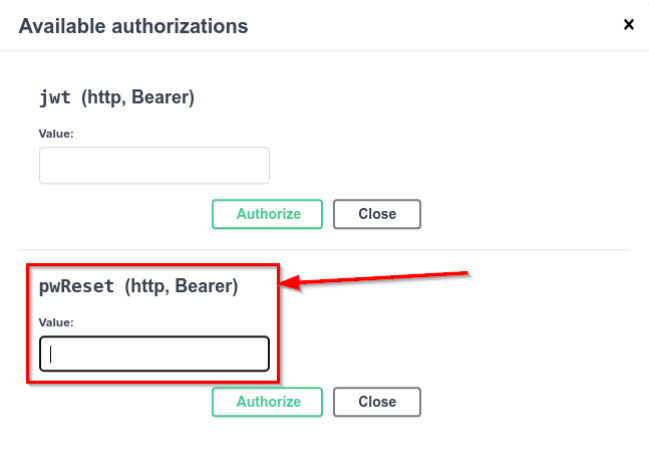 Available authorizations ×
jwt (http, Bearer)
Value:
Authorize Close
pwReset (http, Bearer)
Value:
Authorize Close